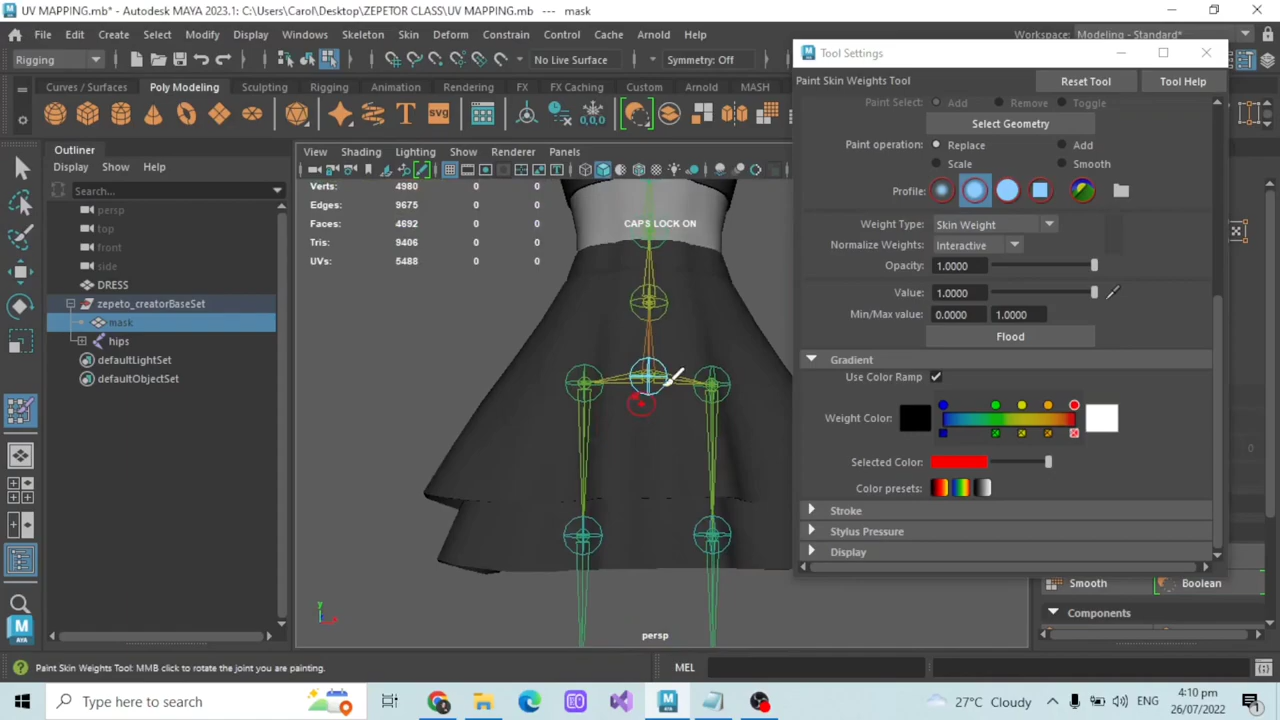 UV MAPPING.mb* - Autodesk MAYA 2023.1: C:\Users\Carol\Desktop\ZEPETOR CLASS\UV MAPPING.mb --- mask
File Edit Create Select Modify Display Windows Skeleton Skin Deform Constrain Control Cache Arnold Help
Workspace: Modeling - Standard*
Rigging
No Live Surface
Symmetry: Off
Curves / Surfaces Poly Modeling Sculpting Rigging Animation Rendering FX FX Caching Custom Arnold MASH
T svg 0,0,0
Outliner
Display Show Help
Search...
persp
top
front
side
DRESS
zepeto_creatorBaseSet
mask
hips
defaultLightSet
defaultObjectSet
View Shading Lighting Show Renderer Panels
Verts: 4980 0 0
Edges: 9675 0 0
Faces: 4692 0 0
Tris: 9406 0 0
UVs: 5488 0 0
CAPS LOCK ON
y
persp
Tool Settings
Paint Skin Weights Tool Reset Tool Tool Help
Paint Select: Add Remove Toggle
Select Geometry
Paint operation: Replace Add
Scale Smooth
Profile:
Weight Type: Skin Weight
Normalize Weights: Interactive
Opacity: 1.0000
Value: 1.0000
Min/Max value: 0.0000 1.0000
Flood
Gradient
Use Color Ramp
Weight Color:
Selected Color:
Color presets:
Stroke
Stylus Pressure
Display
0
Smooth Boolean
Components
M
AYA
Paint Skin Weights Tool: MMB click to rotate the joint you are painting.
MEL
Type here to search
27°C Cloudy
ENG
4:10 pm
26/07/2022
1